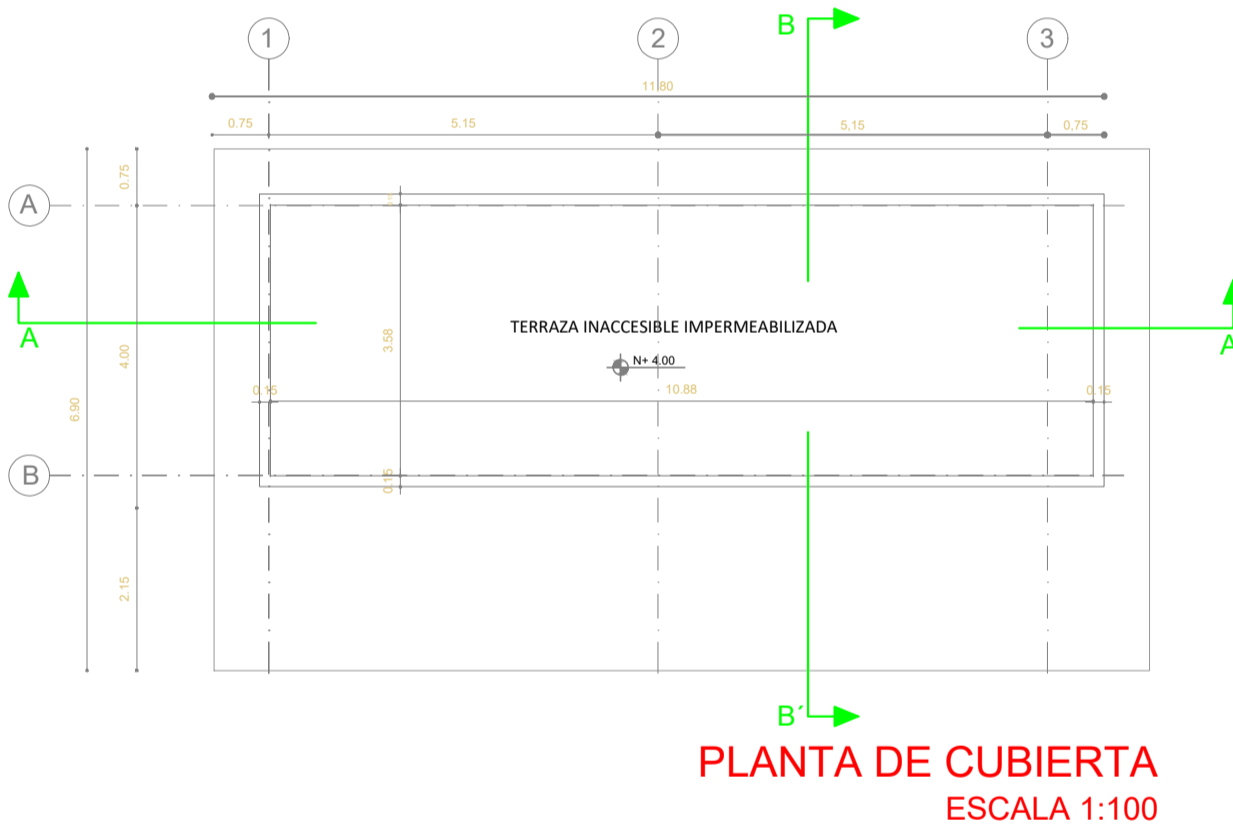 B
1
2
3
11.80
0.75
5.15
5,15
0,75
0.75
A
A
TERRAZA INACCESIBLE IMPERMEABILIZADA
A
3.58
4.00
N+ 4.00
0.15
10.88
0.15
6.90
B
0.15
2.15
B´
PLANTA DE CUBIERTA
ESCALA 1:100